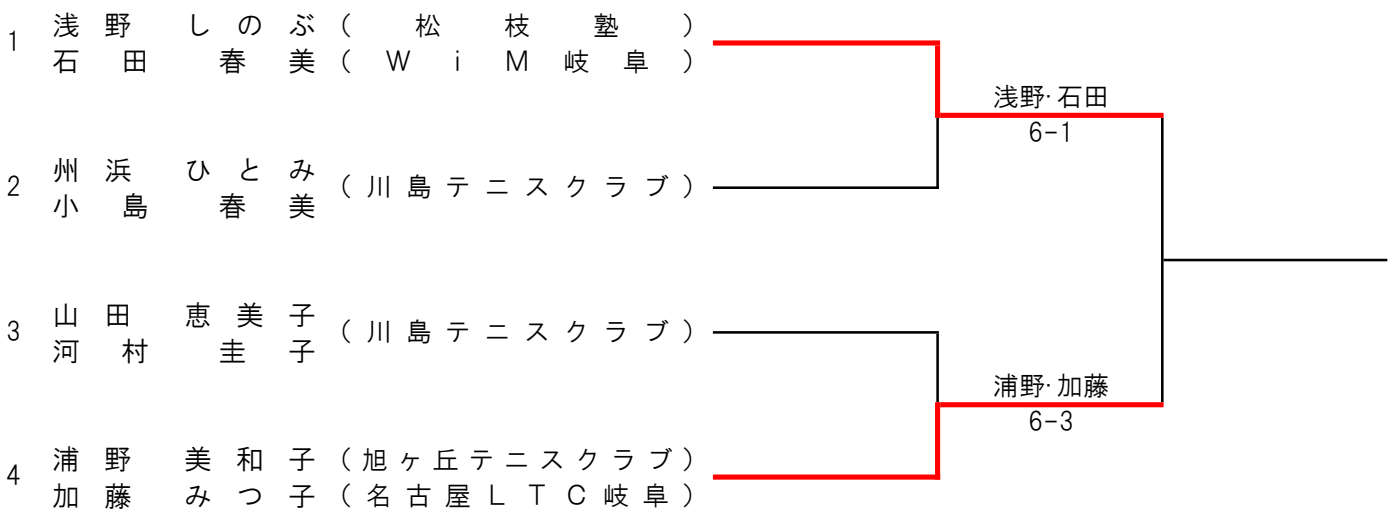 1
浅野 しのぶ(松枝塾)
石田 春美(WiM岐阜)
浅野・石田
6-1
2
州浜 ひとみ
小島 春美
(川島テニスクラブ)
3
山田 恵美子
河村 圭子
(川島テニスクラブ)
浦野・加藤
6-3
4
浦野 美和子(旭ヶ丘テニスクラブ)
加藤 みつ子(名古屋LTC岐阜)